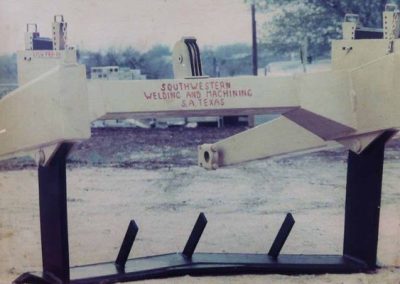 SOUTHWESTERN
WELDING AND MACHINING
S.A. TEXAS